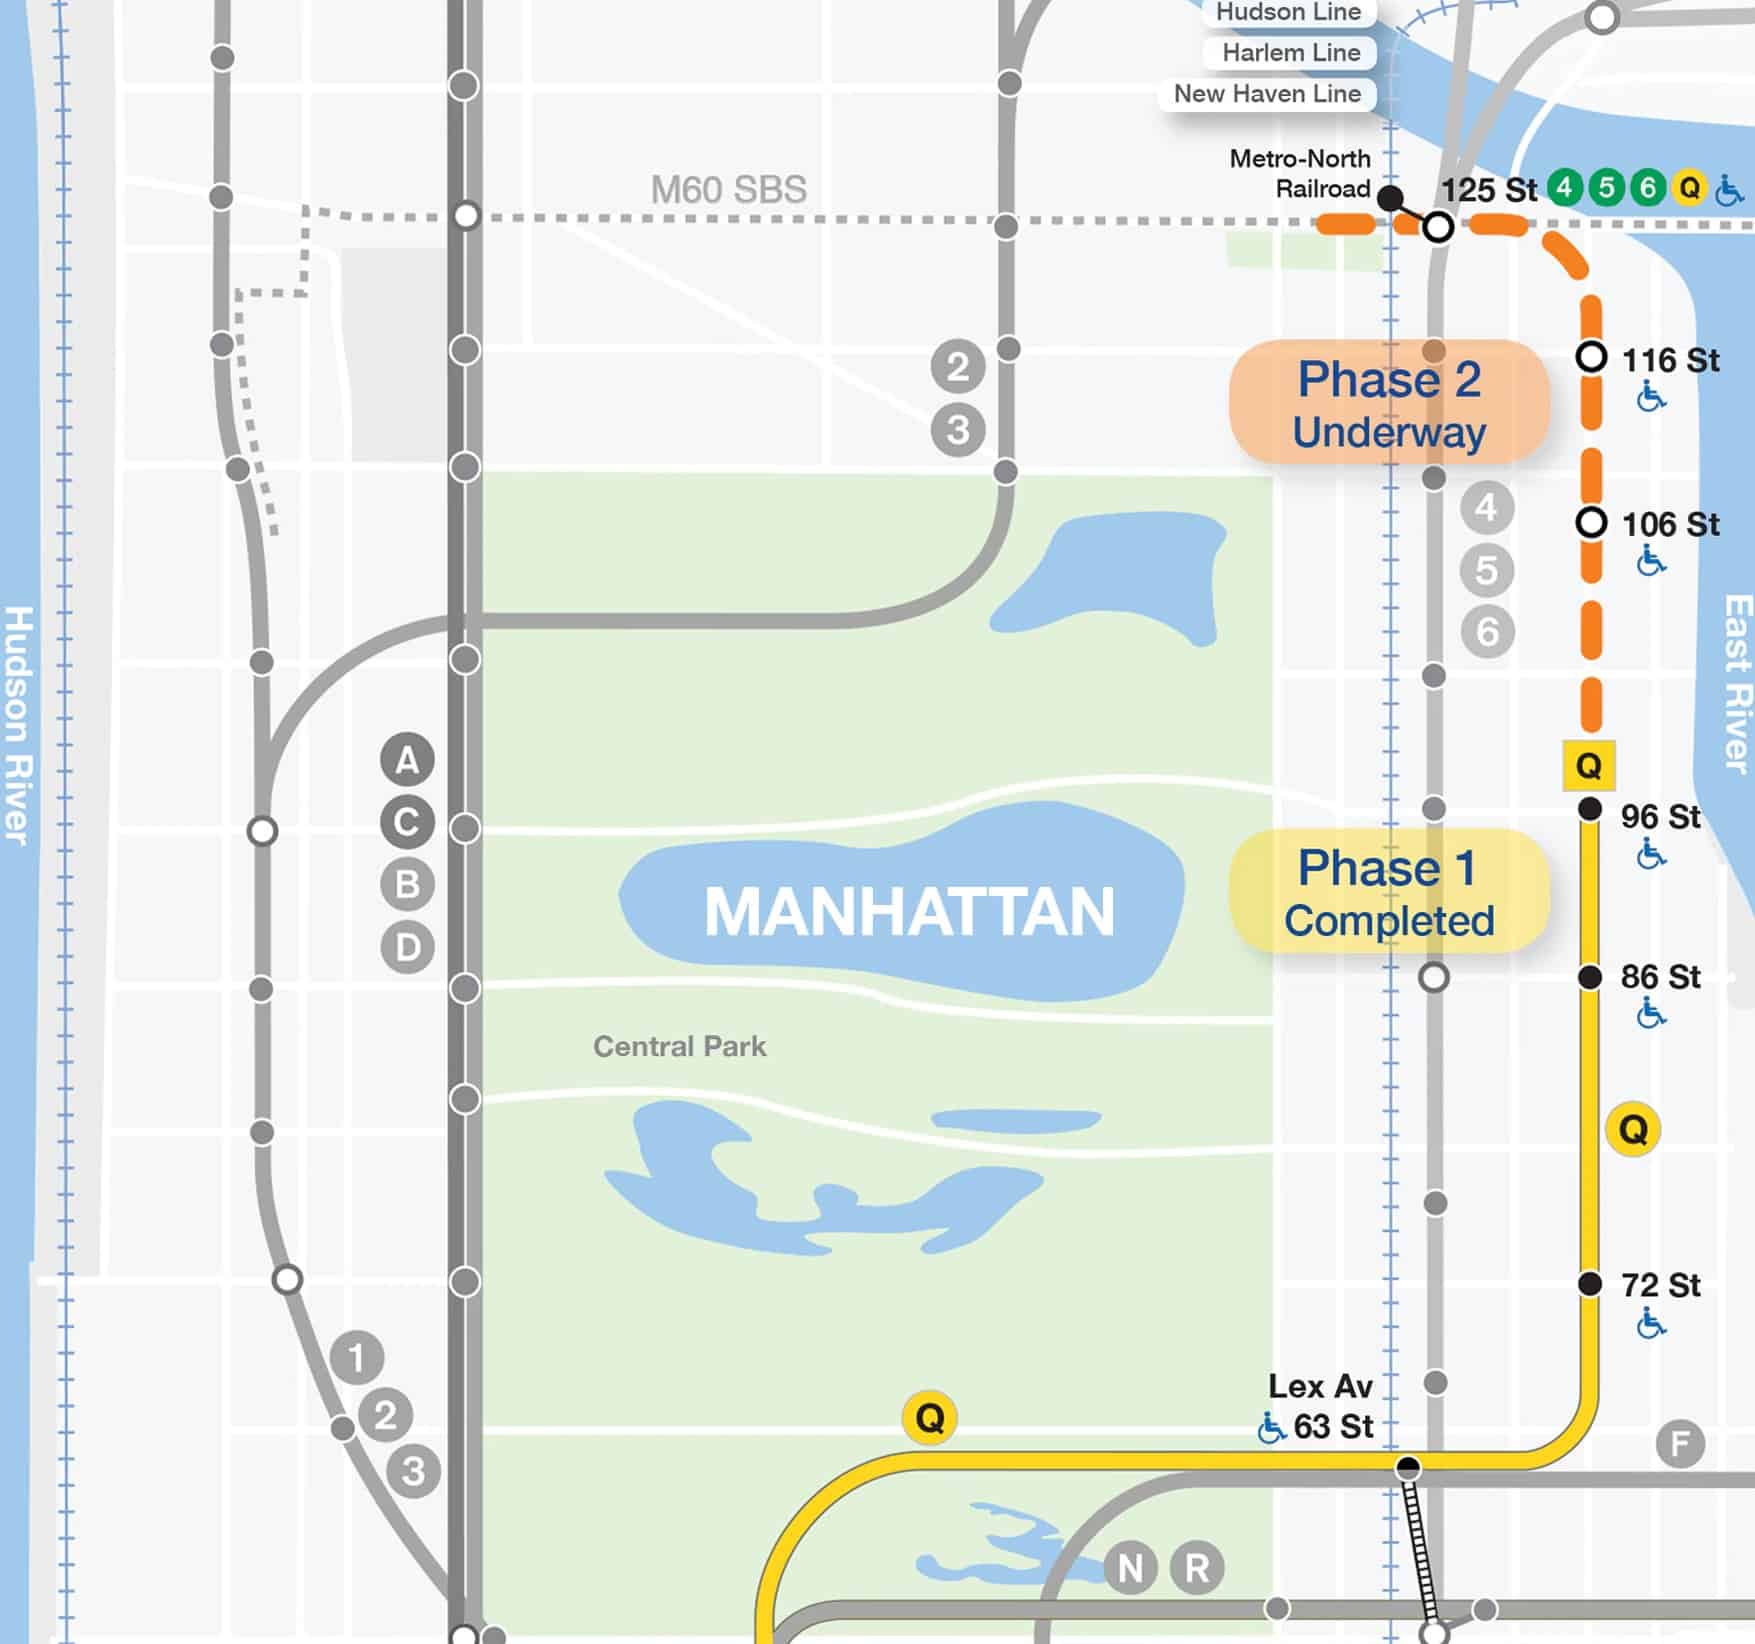 Hudson Line
Harlem Line
New Haven Line
Metro-North
Railroad
125 St 4 5 6 Q
M60 SBS
2
3
Phase 2
Underway
116 St
4
5
6
106 St
Hudson River
East River
A
C
B
D
Q
96 St
MANHATTAN
Phase 1
Completed
86 St
Central Park
Q
72 St
1
2
3
Q
Lex Av
63 St
F
N R